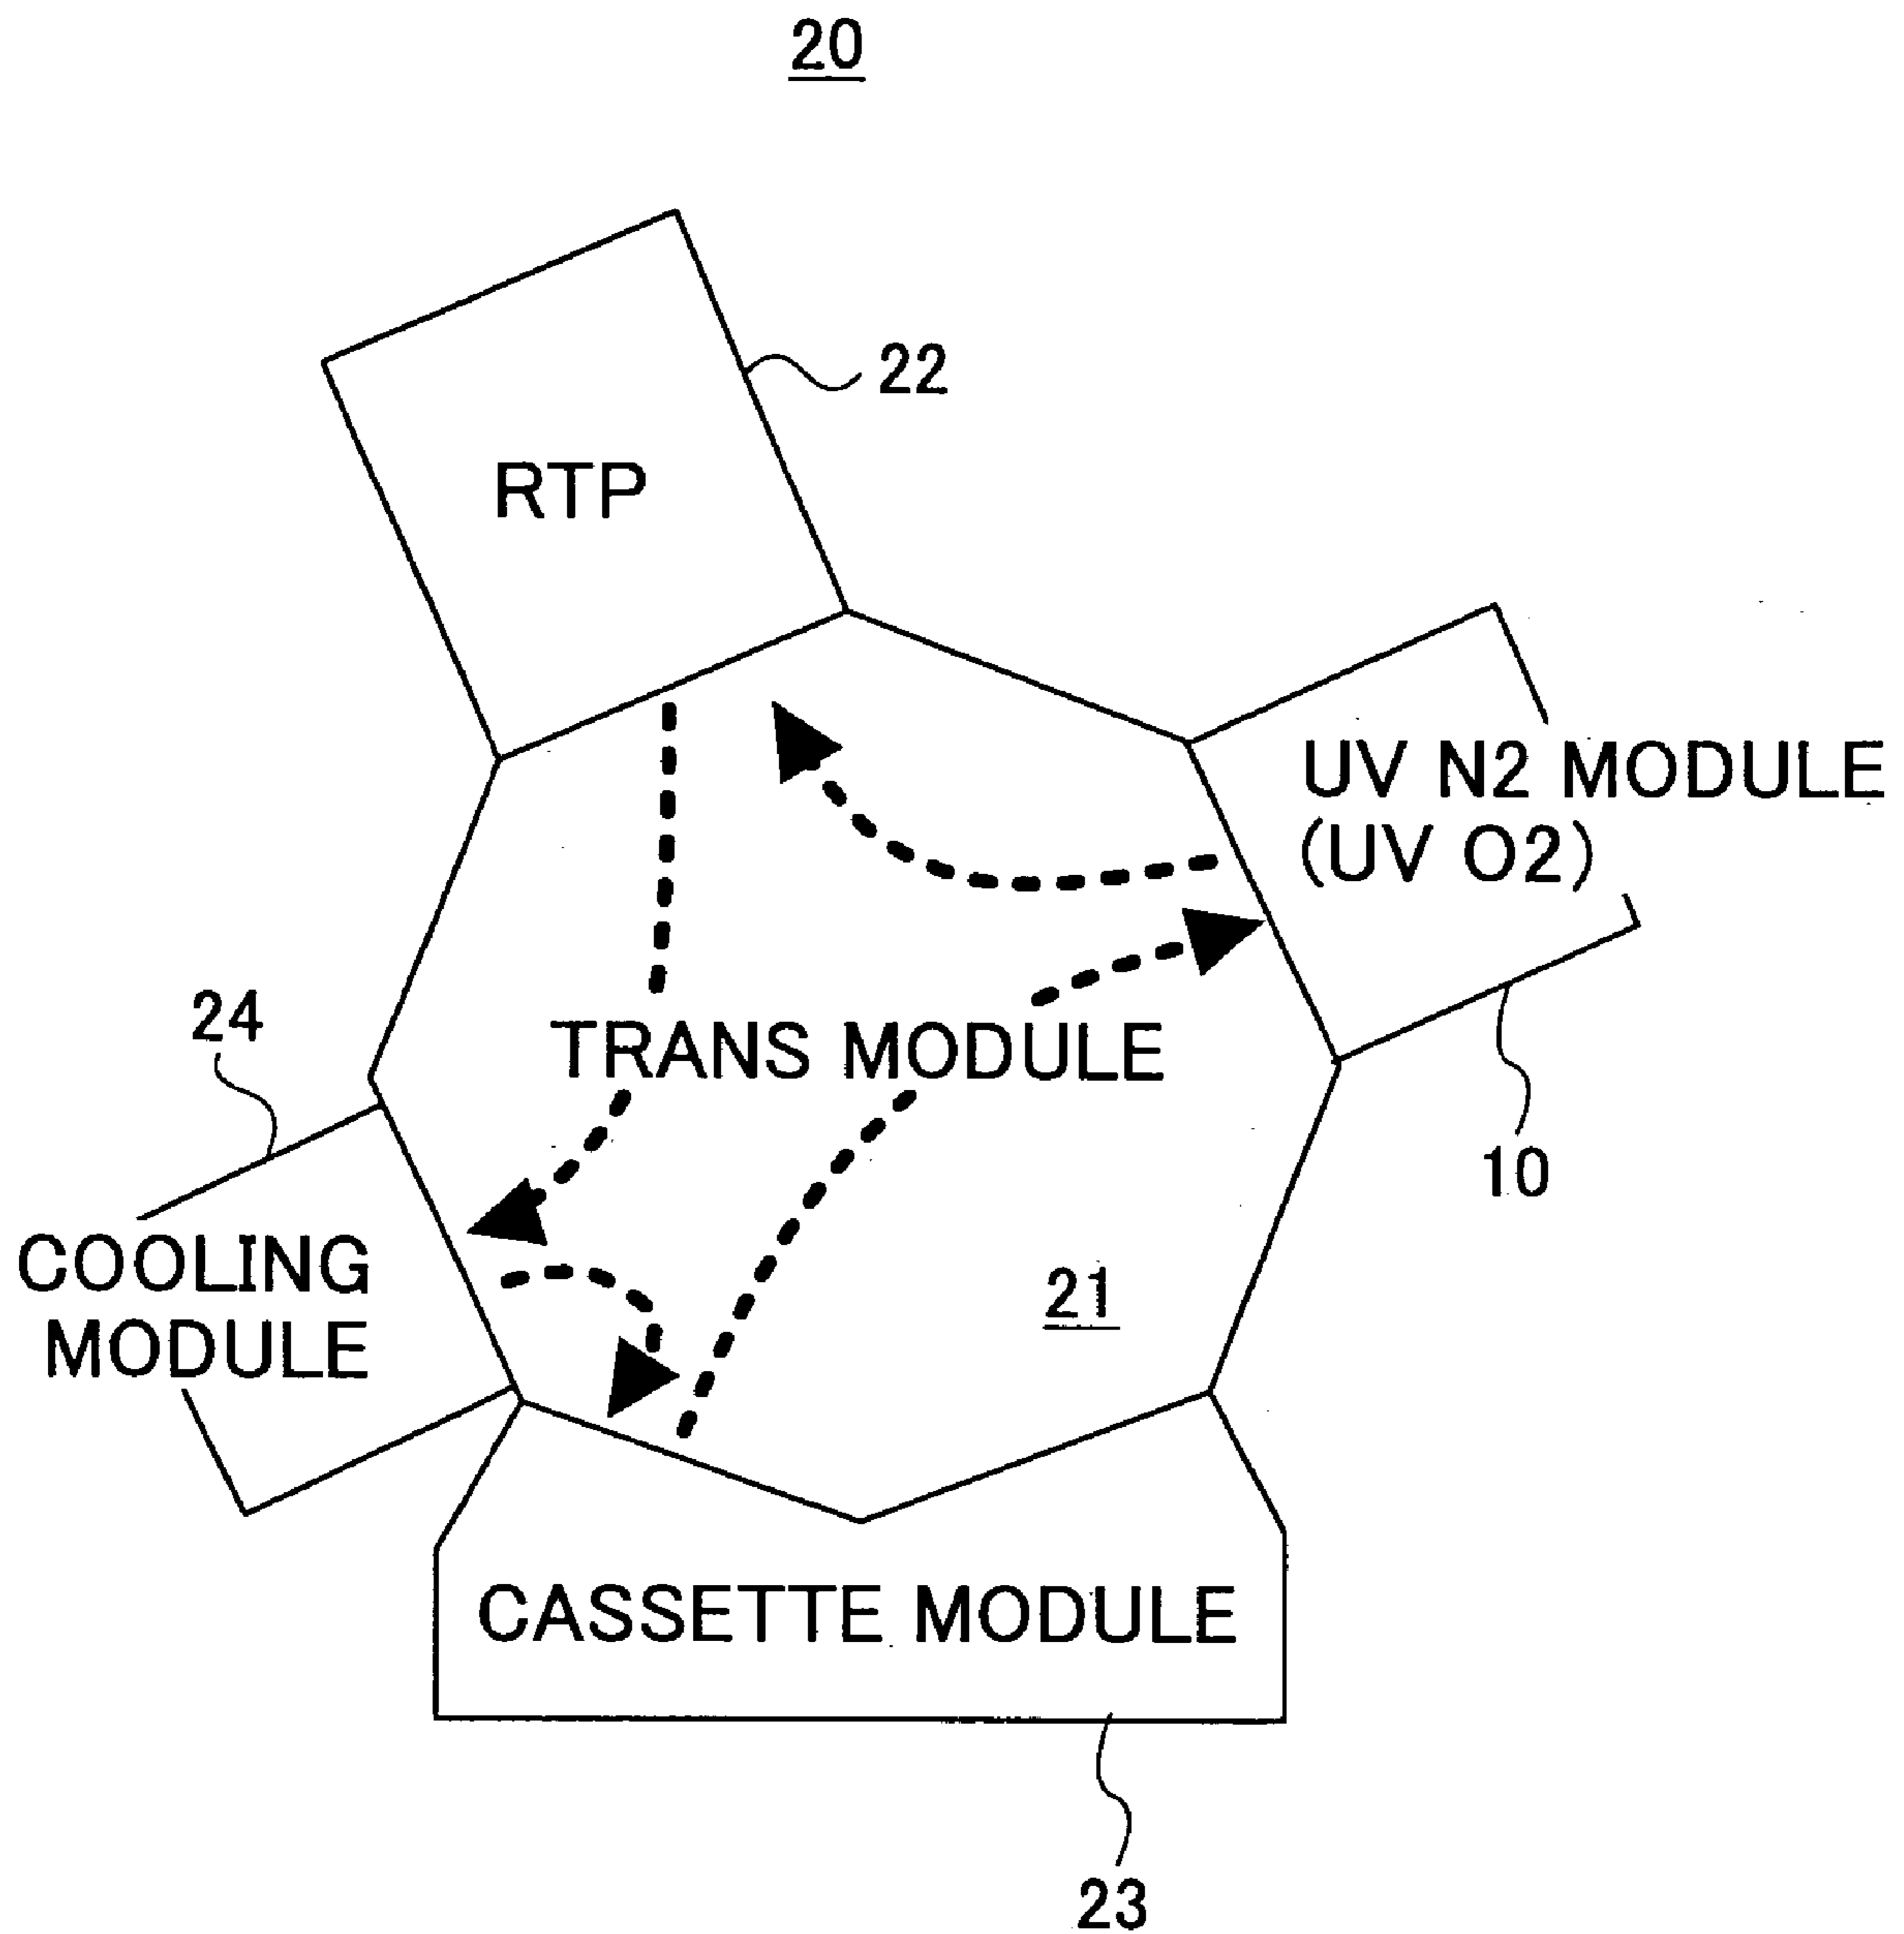 20
22
RTP
UV N2 MODULE
(UV O2)
24
TRANS MODULE
10
COOLING
MODULE
21
CASSETTE MODULE
23